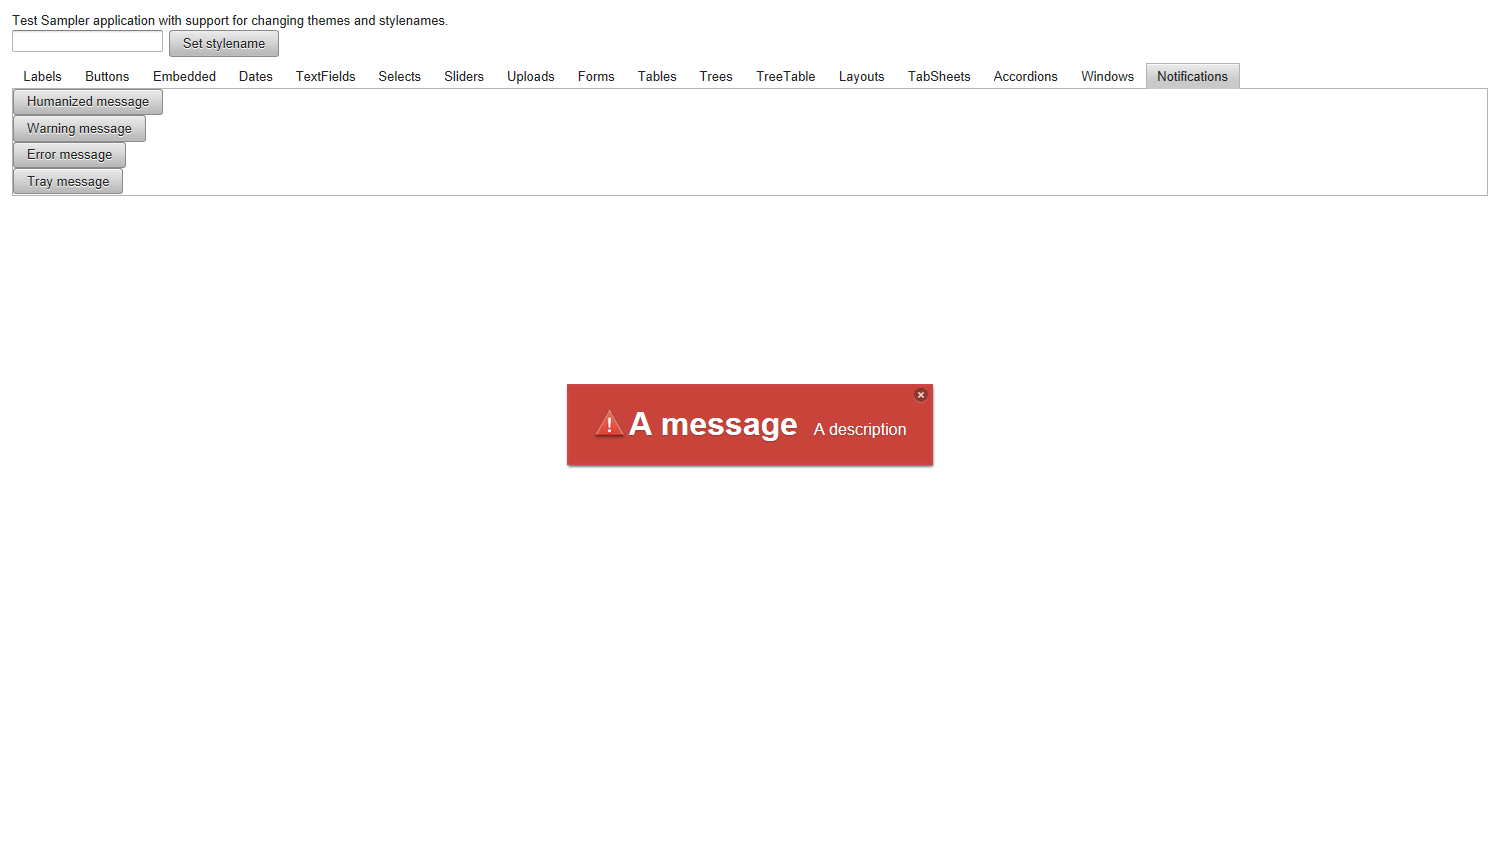 Test Sampler application with support for changing themes and stylenames.
Set stylename
Labels Buttons Embedded Dates TextFields Selects Sliders Uploads Forms Tables Trees TreeTable Layouts TabSheets Accordions Windows Notifications
Humanized message
Warning message
Error message
Tray message
A message A description